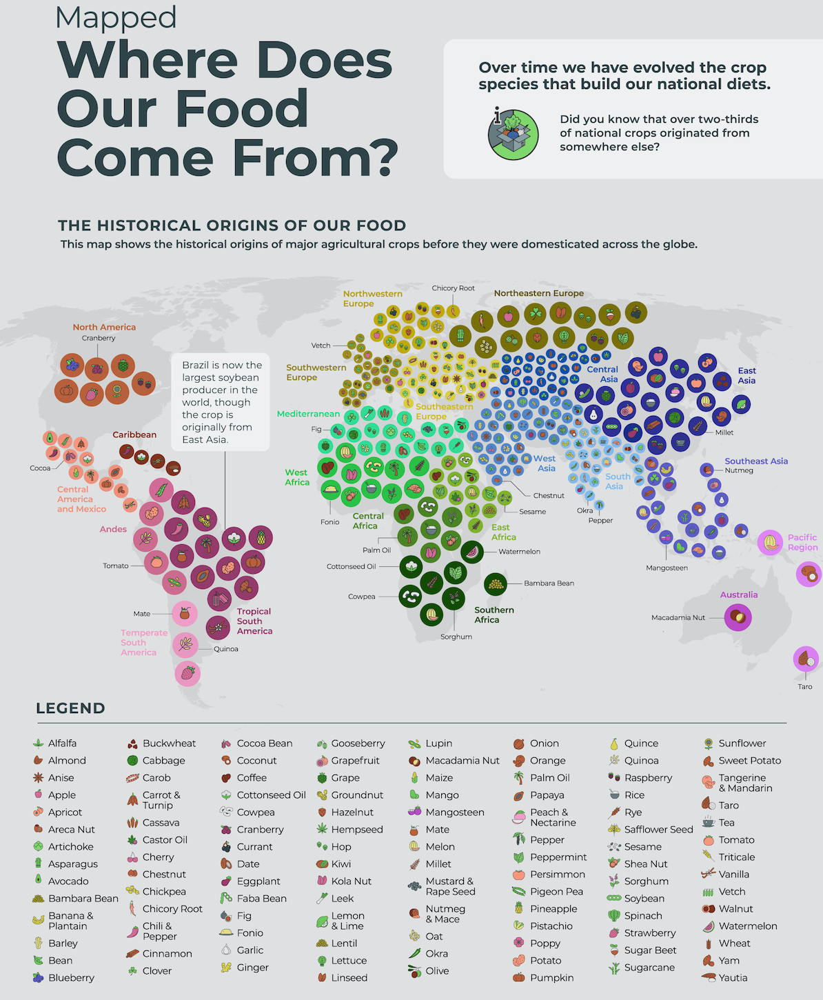 Mapped
Where Does
Our Food
Come From?
Over time we have evolved the crop
species that build our national diets.
i
Did you know that over two-thirds
of national crops originated from
somewhere else?
THE HISTORICAL ORIGINS OF OUR FOOD
This map shows the historical origins of major agricultural crops before they were domesticated across the globe.
Northwestern
Europe
Chicory Root
Northeastern Europe
North America
Cranberry
Vetch
Southwestern
Europe
Brazil is now the
largest soybean
producer in the
world, though
the crop is
originally from
East Asia.
Central
Asia
East
Asia
Mediterranean
Southeastern
Europe
Fig
Millet
Caribbean
Cocoa
West
Africa
West
Asia
South
Asia
Southeast Asia
Nutmeg
Central
America
and Mexico
Chestnut
Okra
Pepper
Sesame
Fonio
Central
Africa
East
Africa
Andes
Palm Oil
Watermelon
Pacific
Region
Tomato
Cottonseed Oil
Mangosteen
Bambara Bean
Cowpea
Australia
Macadamia Nut
Mate
Tropical
South
America
Southern
Africa
Temperate
South
America
Sorghum
Quinoa
Taro
LEGEND
Alfalfa
Almond
Anise
Apple
Apricot
Areca Nut
Artichoke
Asparagus
Avocado
Bambara Bean
Banana &
Plantain
Barley
Bean
Blueberry
Buckwheat
Cabbage
Carob
Carrot &
Turnip
Cassava
Castor Oil
Cherry
Chestnut
Chickpea
Chicory Root
Chili &
Pepper
Cinnamon
Clover
Cocoa Bean
Coconut
Coffee
Cottonseed Oil
Cowpea
Cranberry
Currant
Date
Eggplant
Faba Bean
Fig
Fonio
Garlic
Ginger
Gooseberry
Grapefruit
Grape
Groundnut
Hazelnut
Hempseed
Hop
Kiwi
Kola Nut
Leek
Lemon
& Lime
Lentil
Lettuce
Linseed
Lupin
Macadamia Nut
Maize
Mango
Mangosteen
Mate
Melon
Millet
Mustard &
Rape Seed
Nutmeg
& Mace
Oat
Okra
Olive
Onion
Orange
Palm Oil
Papaya
Peach &
Nectarine
Pepper
Peppermint
Persimmon
Pigeon Pea
Pineapple
Pistachio
Poppy
Potato
Pumpkin
Quince
Quinoa
Raspberry
Rice
Rye
Safflower Seed
Sesame
Shea Nut
Sorghum
Soybean
Spinach
Strawberry
Sugar Beet
Sugarcane
Sunflower
Sweet Potato
Tangerine
& Mandarin
Taro
Tea
Tomato
Triticale
Vanilla
Vetch
Walnut
Watermelon
Wheat
Yam
Yautia